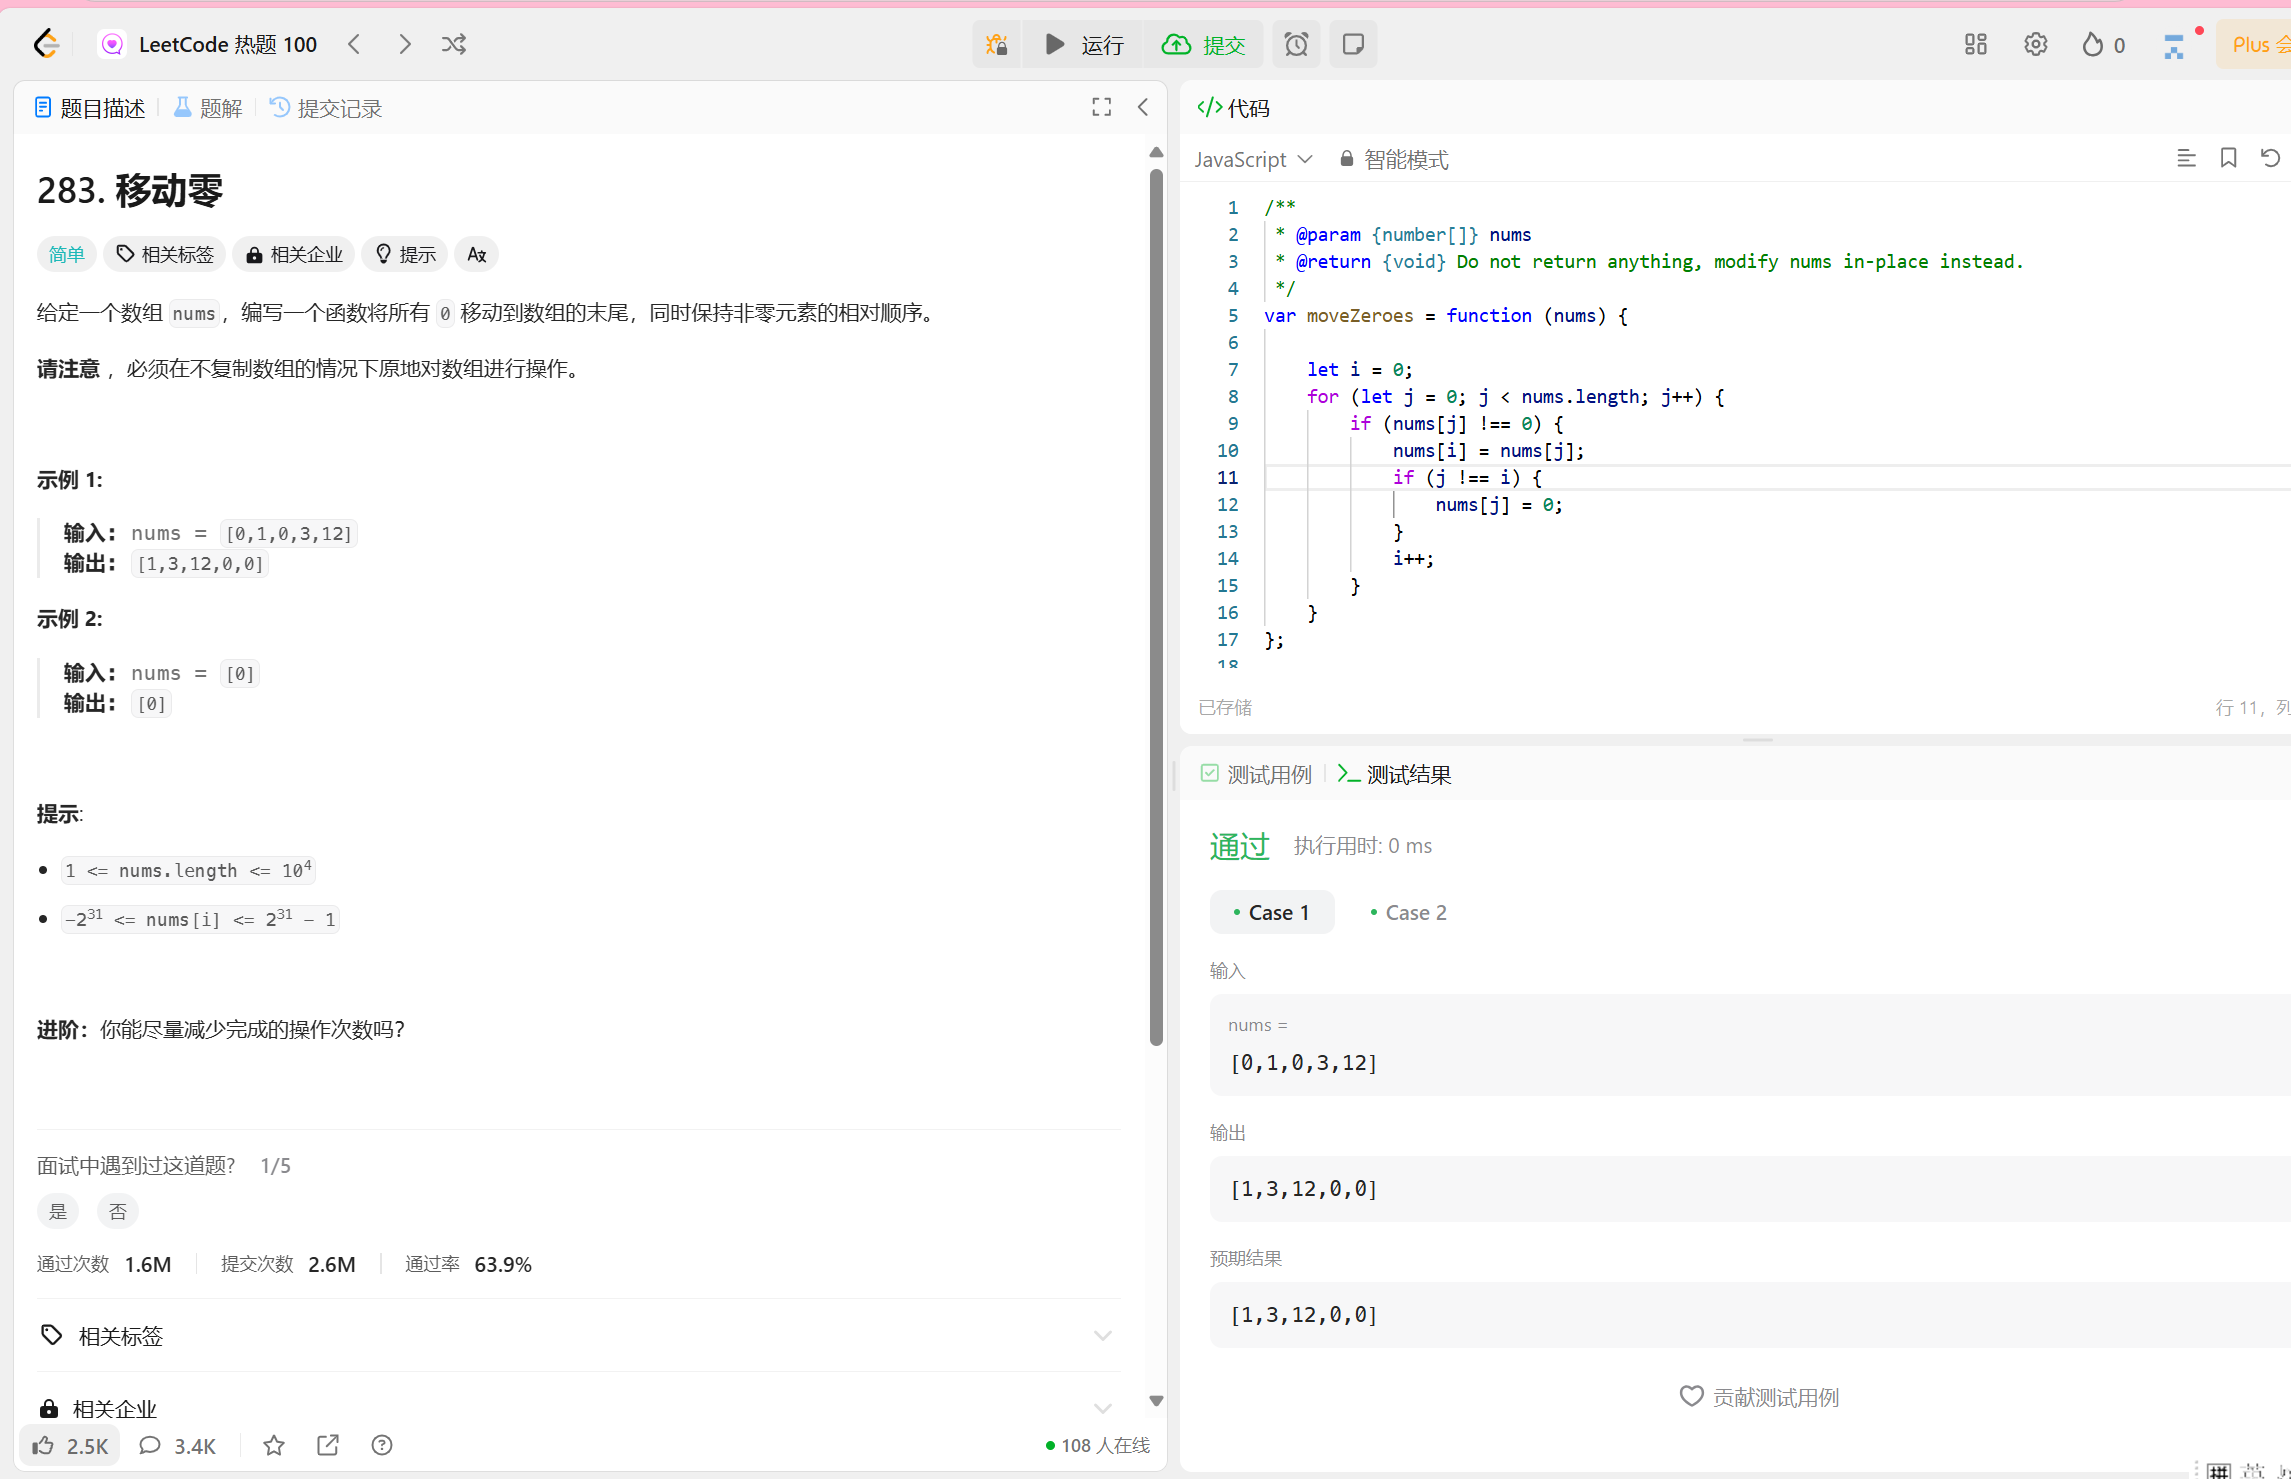 LeetCode 热题 100
运行
提交
0
Plus 会
题目描述
题解
提交记录
283. 移动零
简单
相关标签
相关企业
提示
给定一个数组 nums，编写一个函数将所有 0 移动到数组的末尾，同时保持非零元素的相对顺序。
请注意 ，必须在不复制数组的情况下原地对数组进行操作。
示例 1:
输入：nums = [0,1,0,3,12]
输出：[1,3,12,0,0]
示例 2:
输入：nums = [0]
输出：[0]
提示:
1 <= nums.length <= 10⁴
−2³¹ <= nums[i] <= 2³¹ − 1
进阶：你能尽量减少完成的操作次数吗？
面试中遇到过这道题? 1/5
是
否
通过次数 1.6M
提交次数 2.6M
通过率 63.9%
相关标签
相关企业
2.5K
3.4K
108 人在线
代码
JavaScript
智能模式
1 /**
2  * @param {number[]} nums
3  * @return {void} Do not return anything, modify nums in-place instead.
4  */
5 var moveZeroes = function (nums) {
6
7     let i = 0;
8     for (let j = 0; j < nums.length; j++) {
9         if (nums[j] !== 0) {
10             nums[i] = nums[j];
11             if (j !== i) {
12                 nums[j] = 0;
13             }
14             i++;
15         }
16     }
17 };
18
已存储
行 11，列
测试用例
测试结果
通过
执行用时: 0 ms
Case 1
Case 2
输入
nums =
[0,1,0,3,12]
输出
[1,3,12,0,0]
预期结果
[1,3,12,0,0]
贡献测试用例
拼 英